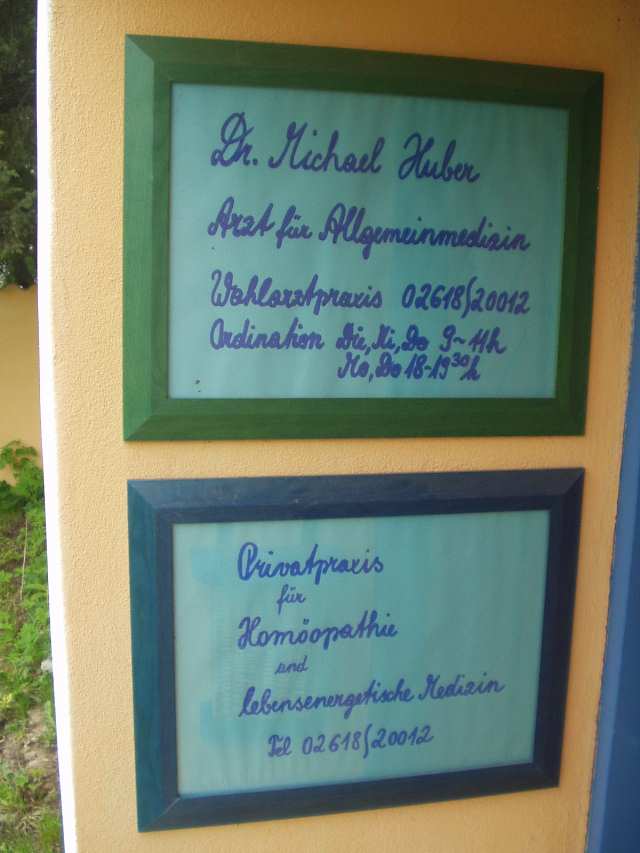 Dr. Michael Huber
Arzt für Allgemeinmedizin
Wahlarztpraxis 02618/20012
Ordination Die, Mi, Do 9-11h
Mo, Do 18-19³⁰h
Privatpraxis
für
Homöopathie
und
lebensenergetische Medizin
Tel 02618/20012